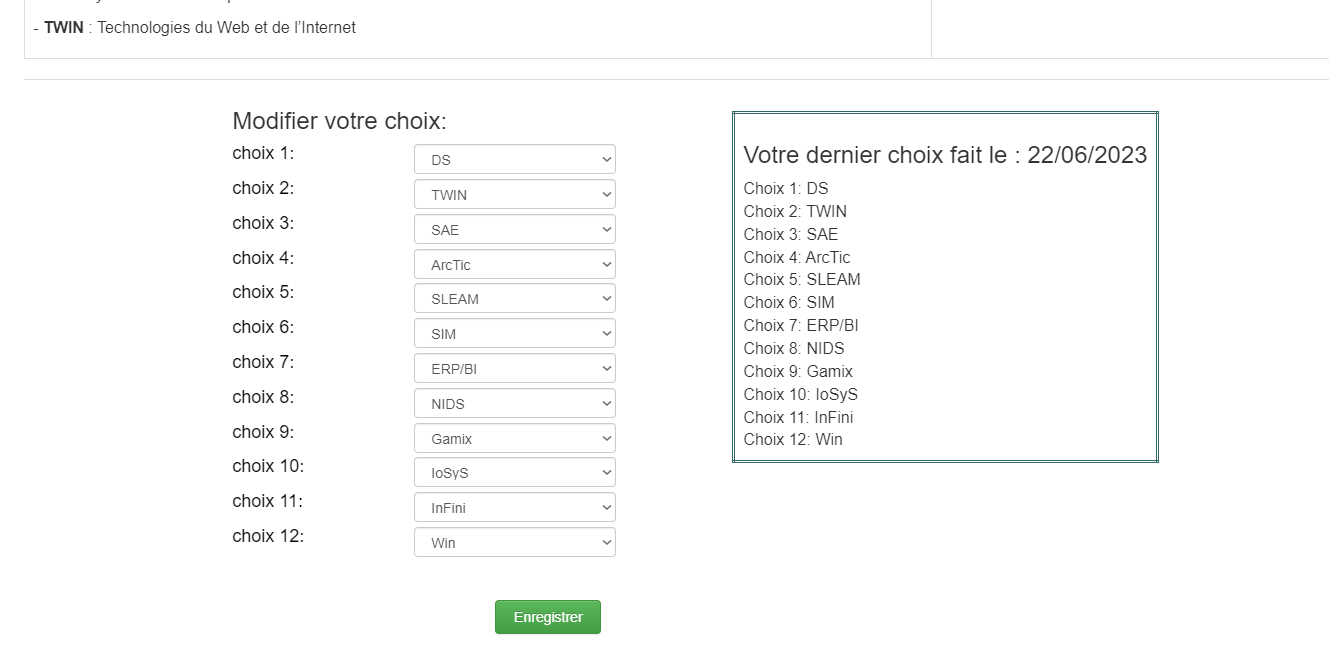 - TWIN : Technologies du Web et de l'Internet
Modifier votre choix:
choix 1: DS
choix 2: TWIN
choix 3: SAE
choix 4: ArcTic
choix 5: SLEAM
choix 6: SIM
choix 7: ERP/BI
choix 8: NIDS
choix 9: Gamix
choix 10: IoSyS
choix 11: InFini
choix 12: Win
Enregistrer
Votre dernier choix fait le : 22/06/2023
Choix 1: DS
Choix 2: TWIN
Choix 3: SAE
Choix 4: ArcTic
Choix 5: SLEAM
Choix 6: SIM
Choix 7: ERP/BI
Choix 8: NIDS
Choix 9: Gamix
Choix 10: IoSyS
Choix 11: InFini
Choix 12: Win